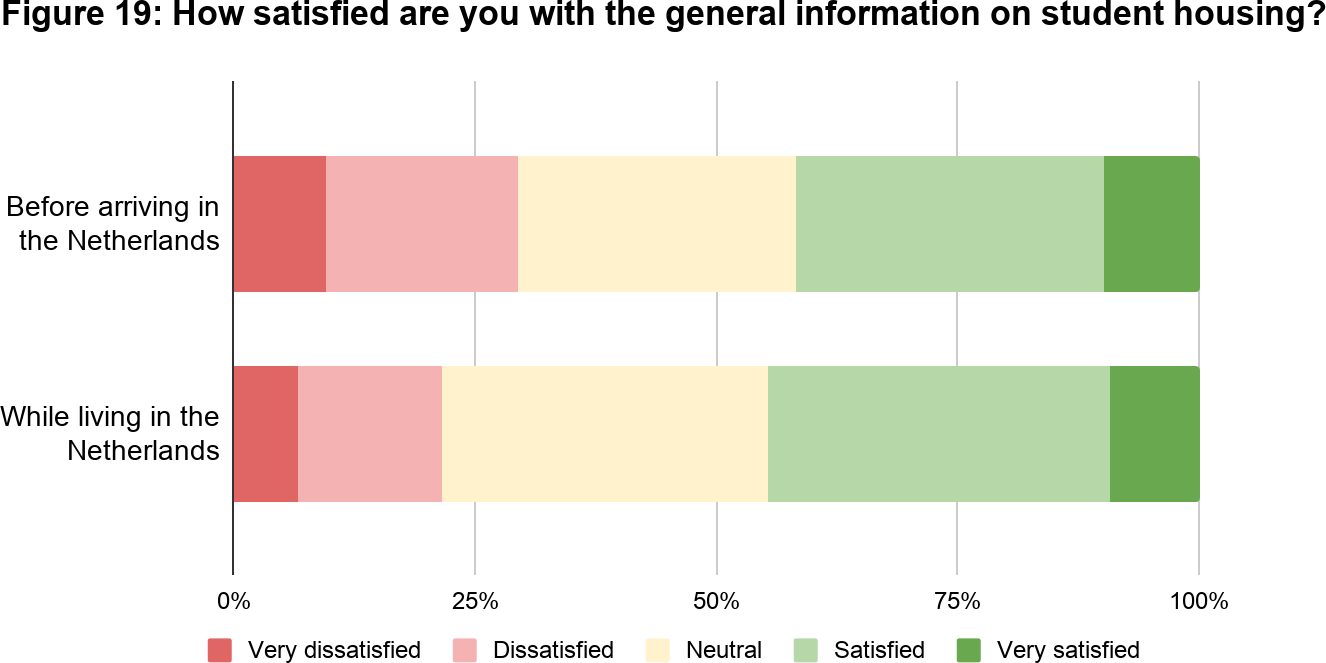 Figure 19: How satisfied are you with the general information on student housing?
Before arriving in
the Netherlands
While living in the
Netherlands
0% 25% 50% 75% 100%
Very dissatisfied Dissatisfied Neutral Satisfied Very satisfied